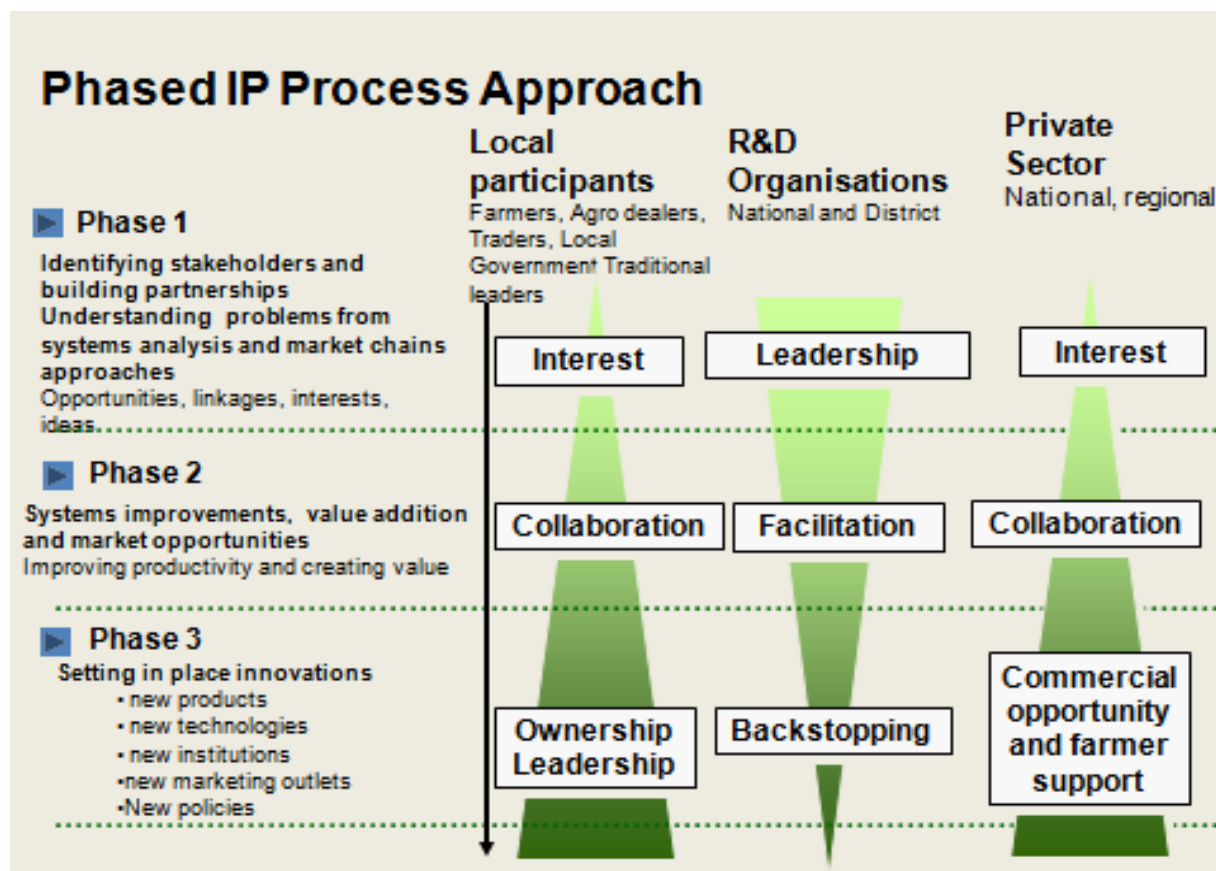 Phased IP Process Approach
Local
participants
Farmers, Agro dealers,
Traders, Local
Government Traditional
leaders
R&D
Organisations
National and District
Private
Sector
National, regional
Phase 1
Identifying stakeholders and
building partnerships
Understanding problems from
systems analysis and market chains
approaches
Opportunities, linkages, interests,
ideas
Interest
Leadership
Interest
Phase 2
Systems improvements, value addition
and market opportunities
Improving productivity and creating value
Collaboration
Facilitation
Collaboration
Phase 3
Setting in place innovations
• new products
• new technologies
• new institutions
•new marketing outlets
•New policies
Ownership
Leadership
Backstopping
Commercial
opportunity
and farmer
support